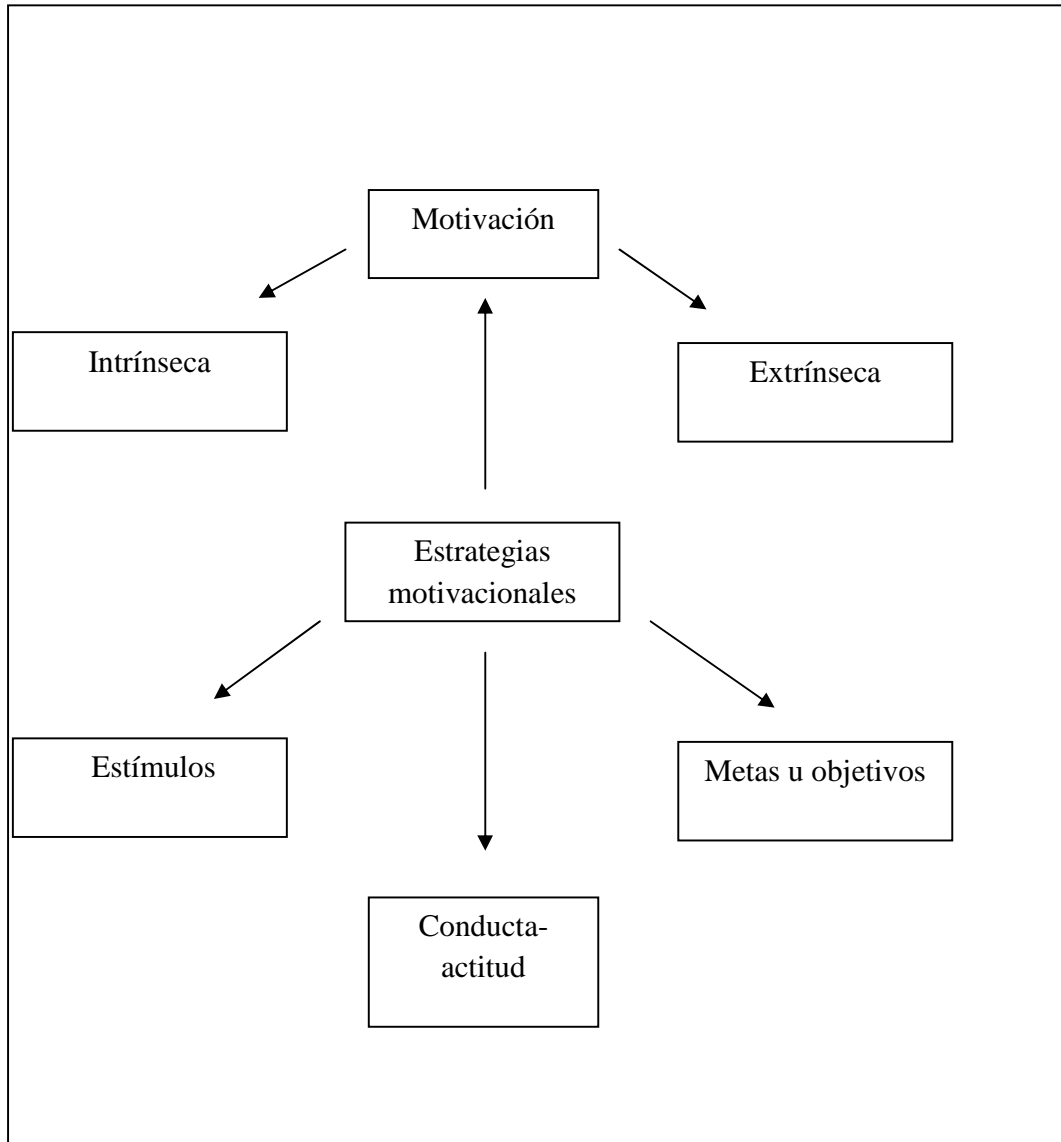 Motivación
Intrínseca
Extrínseca
Estrategias
motivacionales
Estímulos
Metas u objetivos
Conducta-
actitud